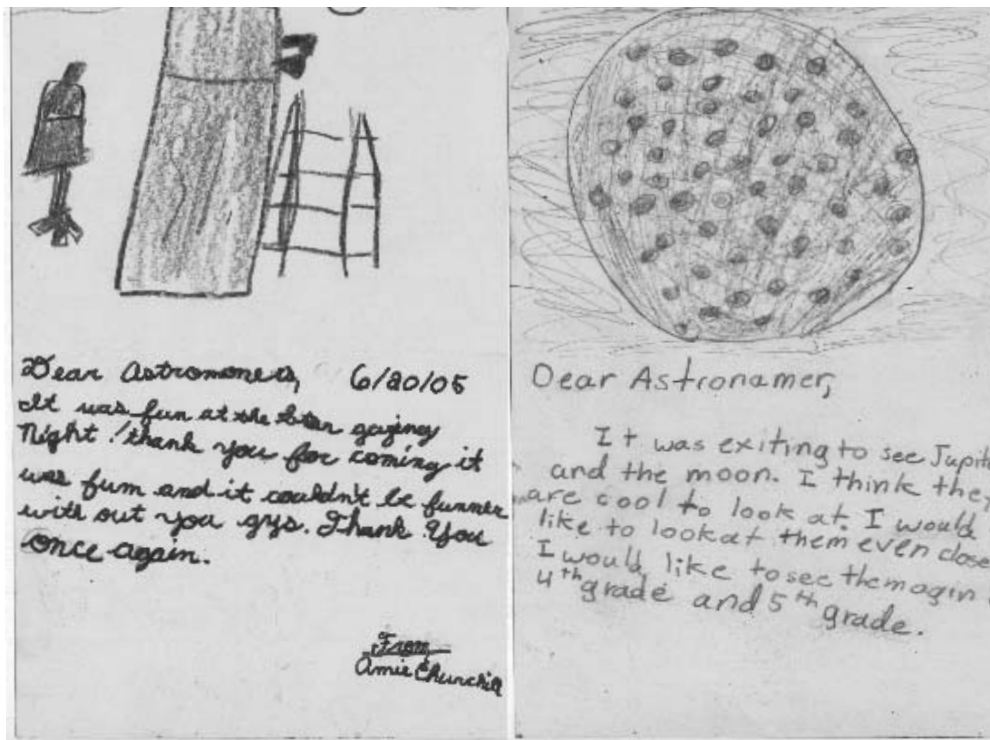 Dear Astromoners, 6/20/05
It was fun at the star gazing
Night! thank you for coming it
was fum and it couldn't be funner
with out you gys. Thank You
Once again.
From
Amie Churchill
Dear Astronamer,
It was exiting to see Jupit
and the moon. I think they
are cool to look at. I would
like to look at them even close
I would like to see them agin
4th grade and 5th grade.